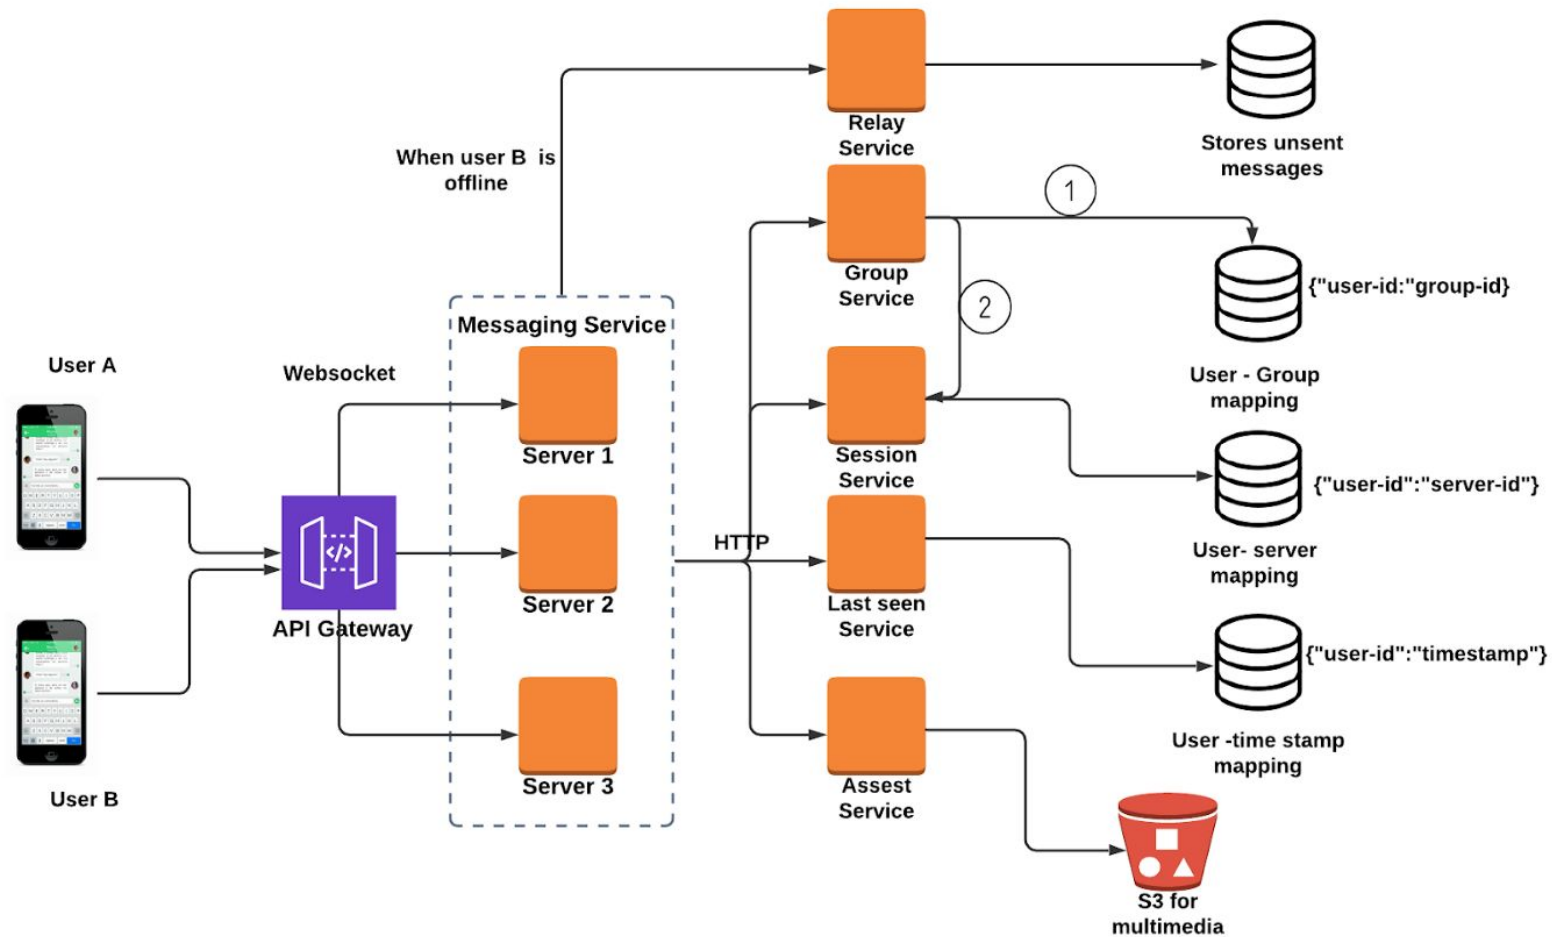 Relay
Service
Stores unsent
messages
When user B is
offline
1
Group
Service
{"user-id:"group-id}
2
Messaging Service
User - Group
mapping
User A
Websocket
Server 1
Session
Service
{"user-id":"server-id"}
User- server
mapping
HTTP
Server 2
Last seen
Service
</>
API Gateway
{"user-id":"timestamp"}
User -time stamp
mapping
User B
Server 3
Assest
Service
S3 for
multimedia